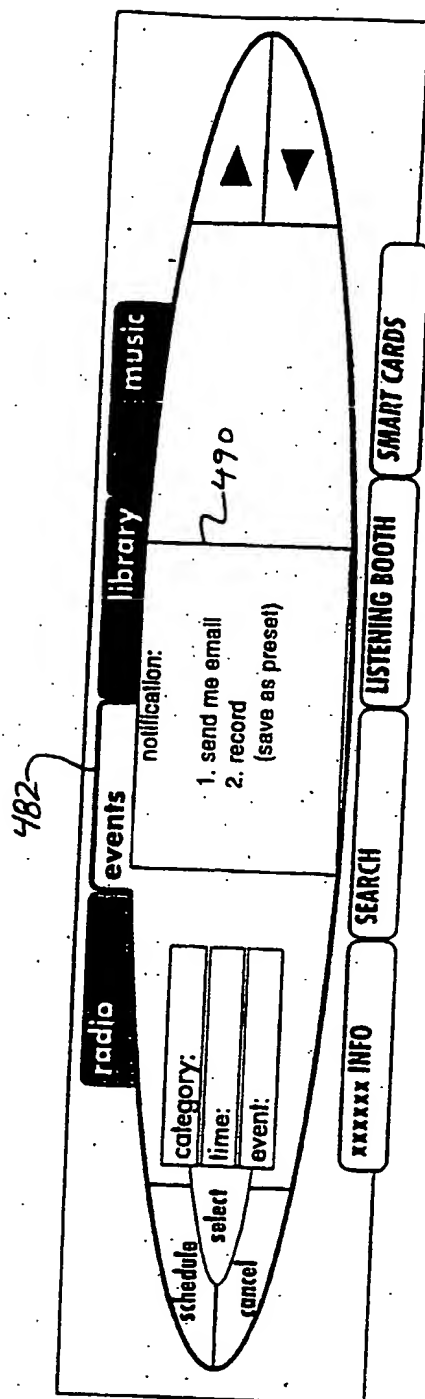 482
radio
events
library
music
schedule
select
cancel
category:
time:
event:
notification:
1. send me email
2. record
(save as preset)
490
xxxxxx INFO
SEARCH
LISTENING BOOTH
SMART CARDS